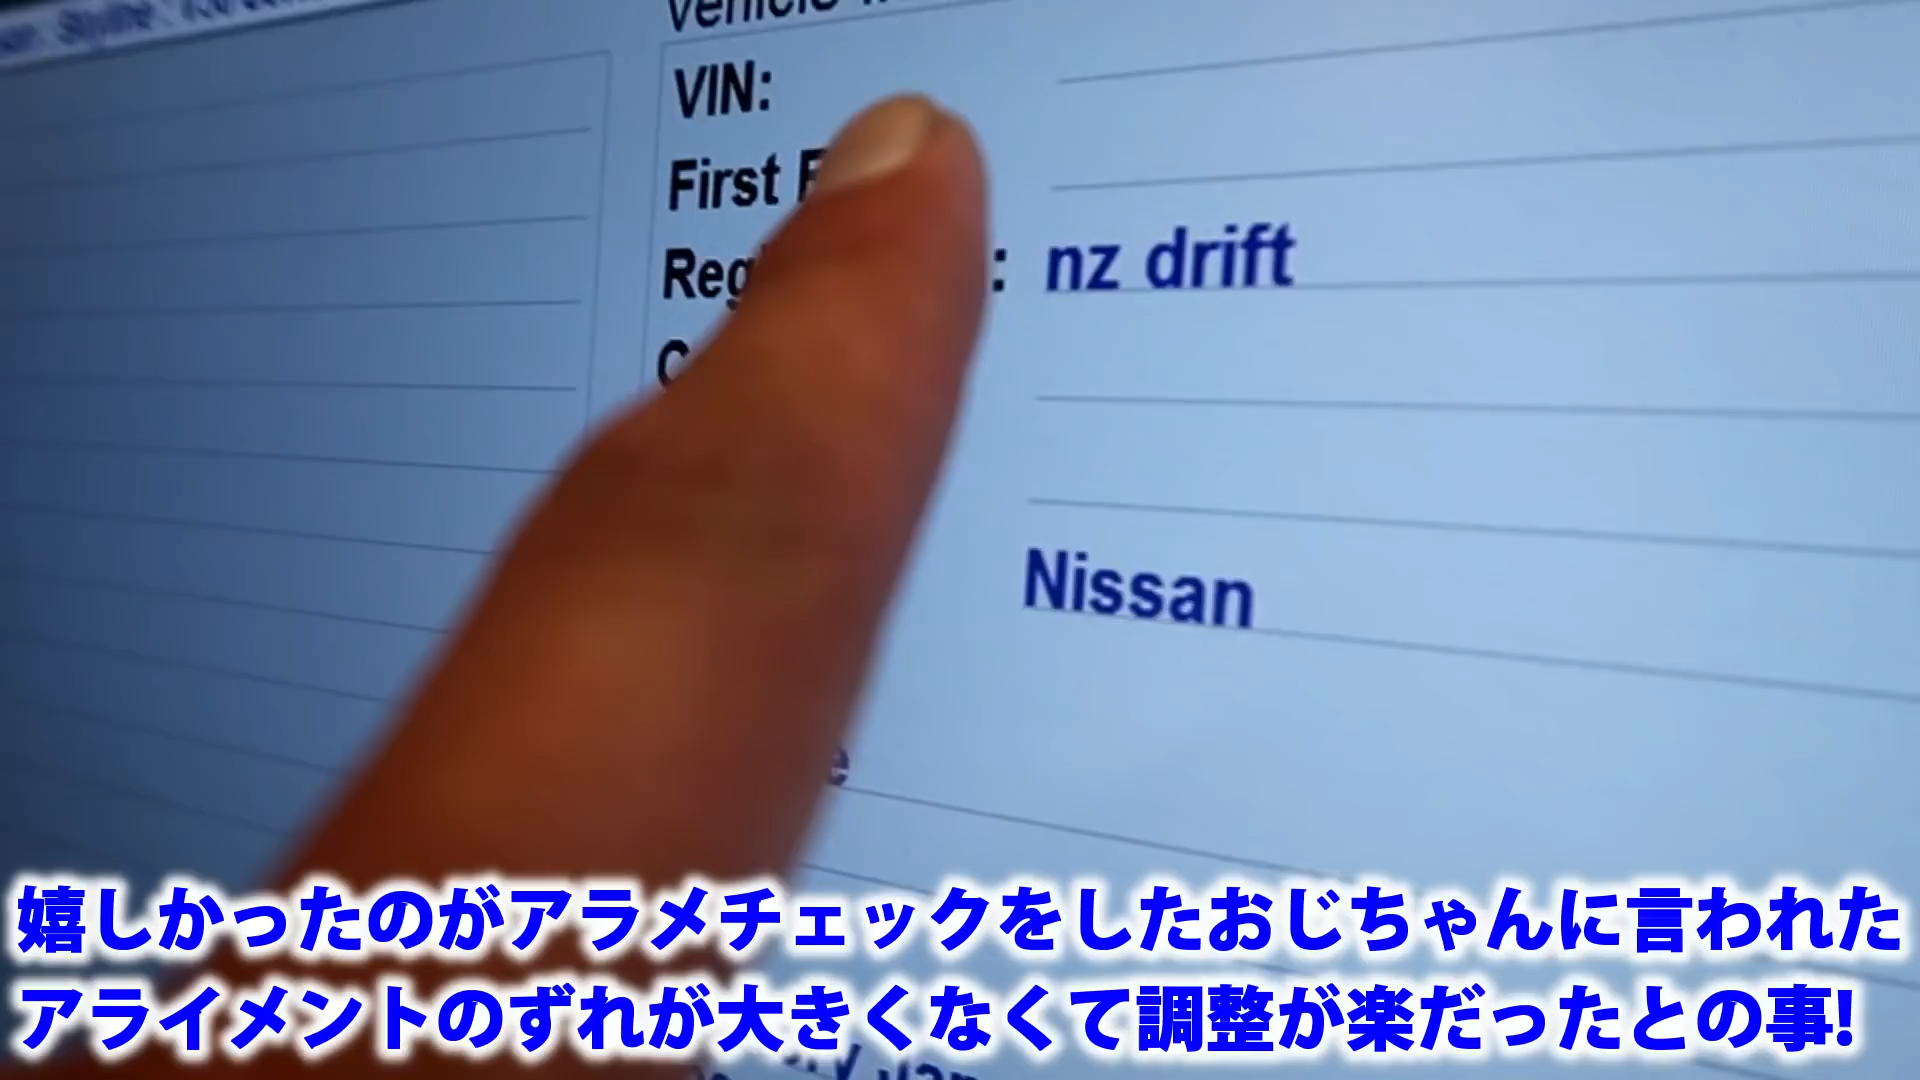 VIN:
First
Reg : nz drift
Nissan
嬉しかったのがアラメチェックをしたおじちゃんに言われた
アライメントのずれが大きくなくて調整が楽だったとの事!